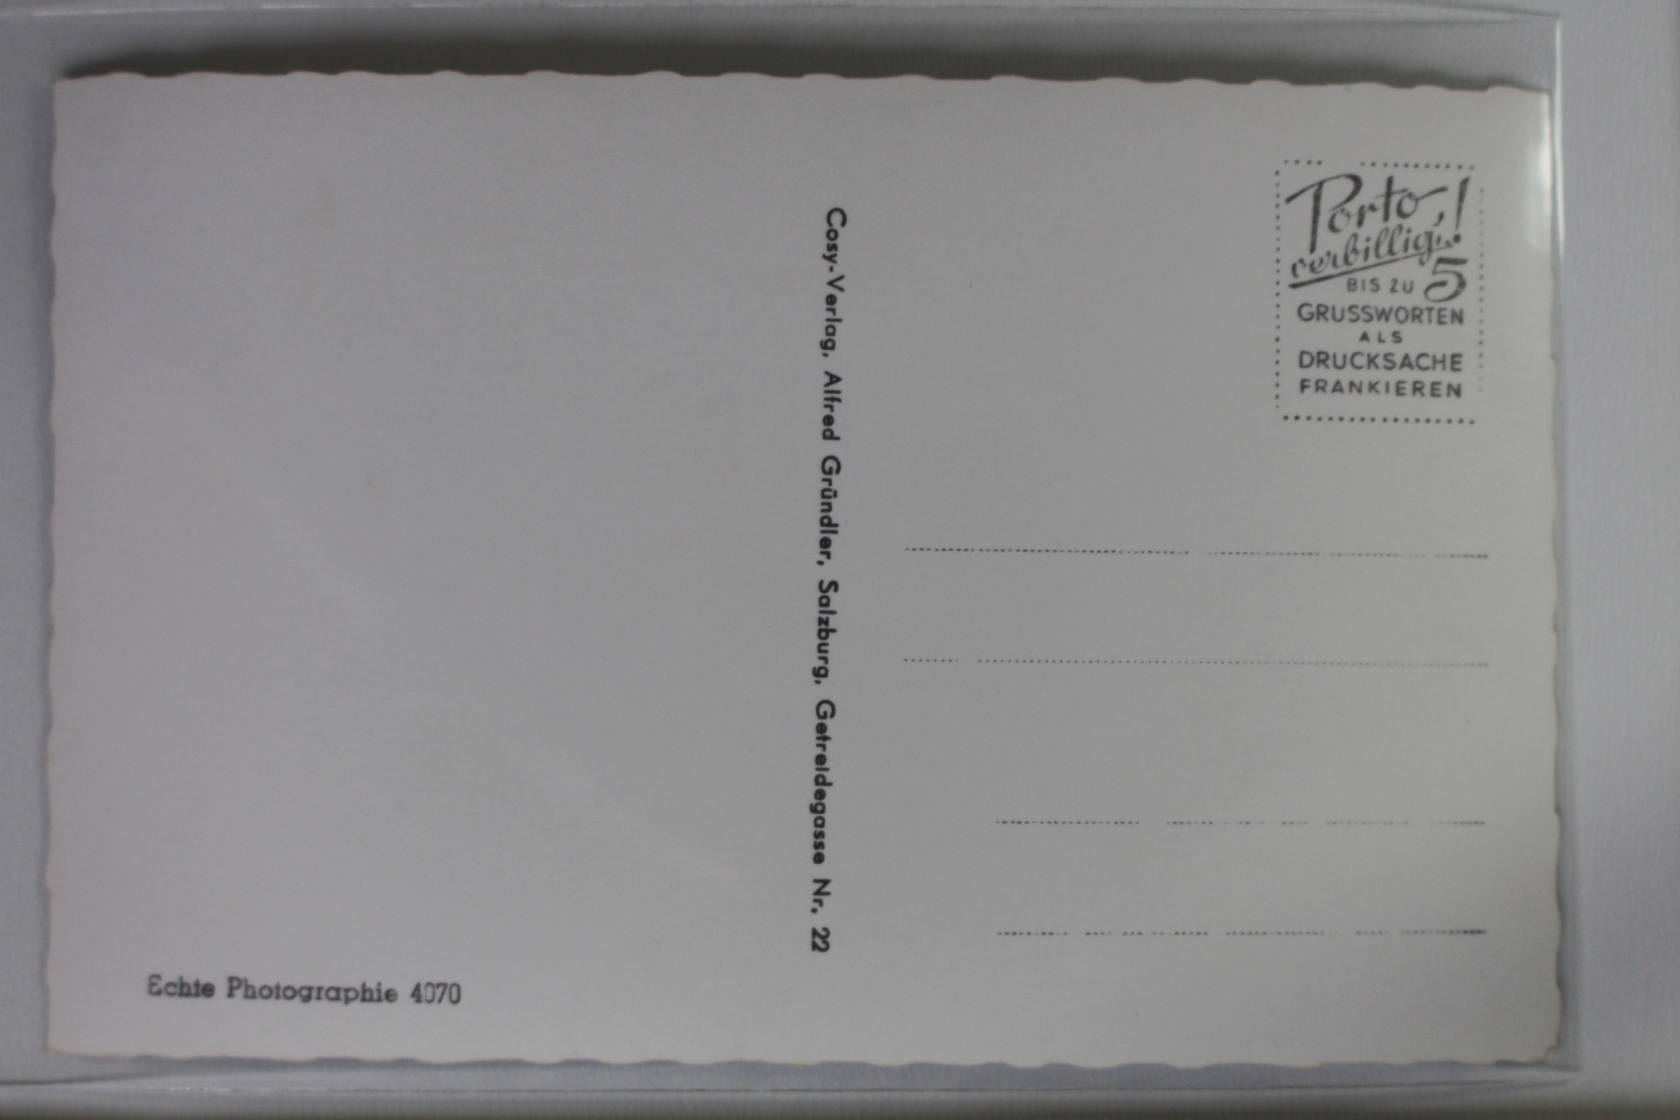 Porto
verbillig.!
BIS ZU 5
GRUSSWORTEN
ALS
DRUCKSACHE
FRANKIEREN
Cosy-Verlag, Alfred Gründler, Salzburg, Getreidegasse Nr. 22
Echte Photographie 4070